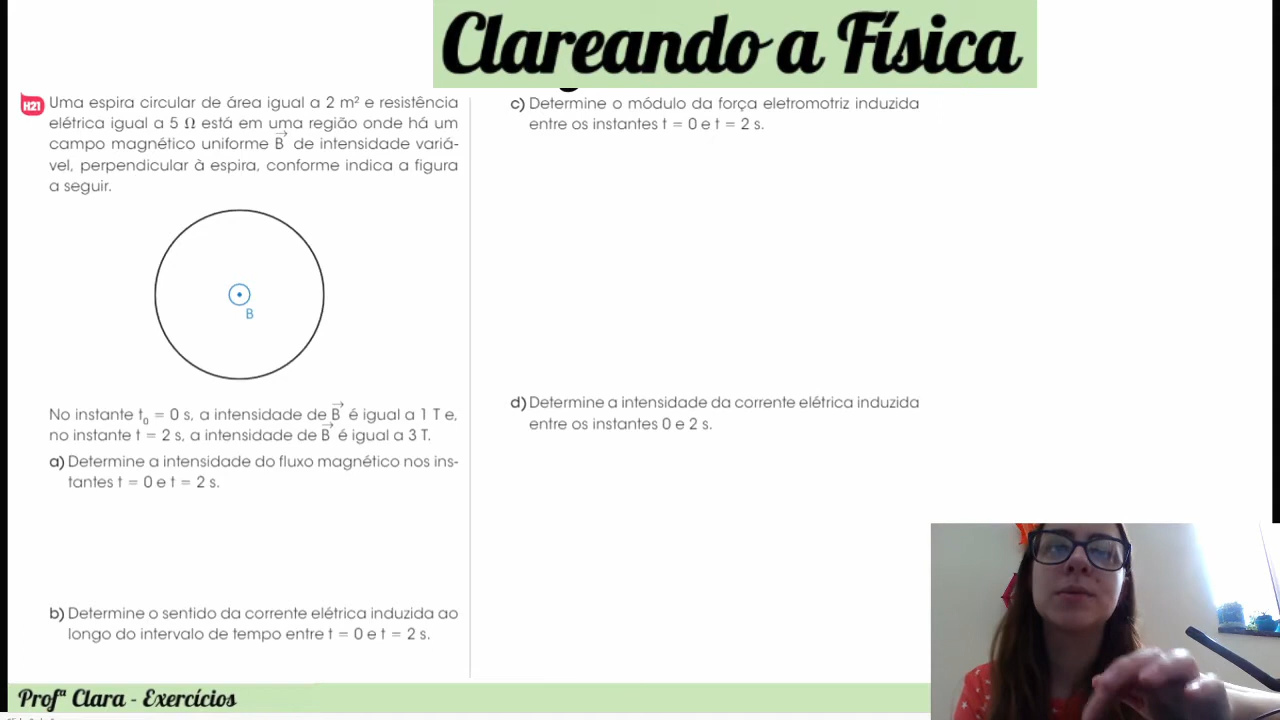 Clareando a Física
H21 Uma espira circular de área igual a 2 m² e resistência
elétrica igual a 5 Ω está em uma região onde há um
campo magnético uniforme B⃗ de intensidade variá-
vel, perpendicular à espira, conforme indica a figura
a seguir.
B
No instante t₀ = 0 s, a intensidade de B⃗ é igual a 1 T e,
no instante t = 2 s, a intensidade de B⃗ é igual a 3 T.
a) Determine a intensidade do fluxo magnético nos ins-
tantes t = 0 e t = 2 s.
b) Determine o sentido da corrente elétrica induzida ao
longo do intervalo de tempo entre t = 0 e t = 2 s.
c) Determine o módulo da força eletromotriz induzida
entre os instantes t = 0 e t = 2 s.
d) Determine a intensidade da corrente elétrica induzida
entre os instantes 0 e 2 s.
Profª Clara - Exercícios